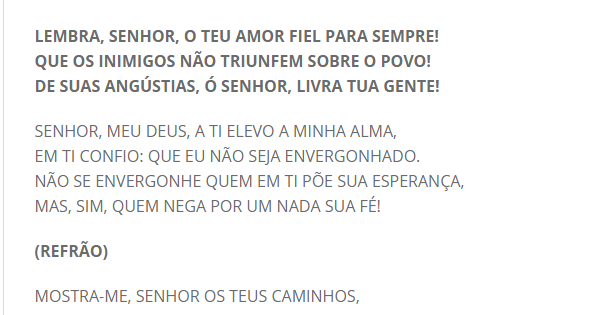 LEMBRA, SENHOR, O TEU AMOR FIEL PARA SEMPRE!
QUE OS INIMIGOS NÃO TRIUNFEM SOBRE O POVO!
DE SUAS ANGÚSTIAS, Ó SENHOR, LIVRA TUA GENTE!
SENHOR, MEU DEUS, A TI ELEVO A MINHA ALMA,
EM TI CONFIO: QUE EU NÃO SEJA ENVERGONHADO.
NÃO SE ENVERGONHE QUEM EM TI PÕE SUA ESPERANÇA,
MAS, SIM, QUEM NEGA POR UM NADA SUA FÉ!
(REFRÃO)
MOSTRA-ME, SENHOR OS TEUS CAMINHOS,